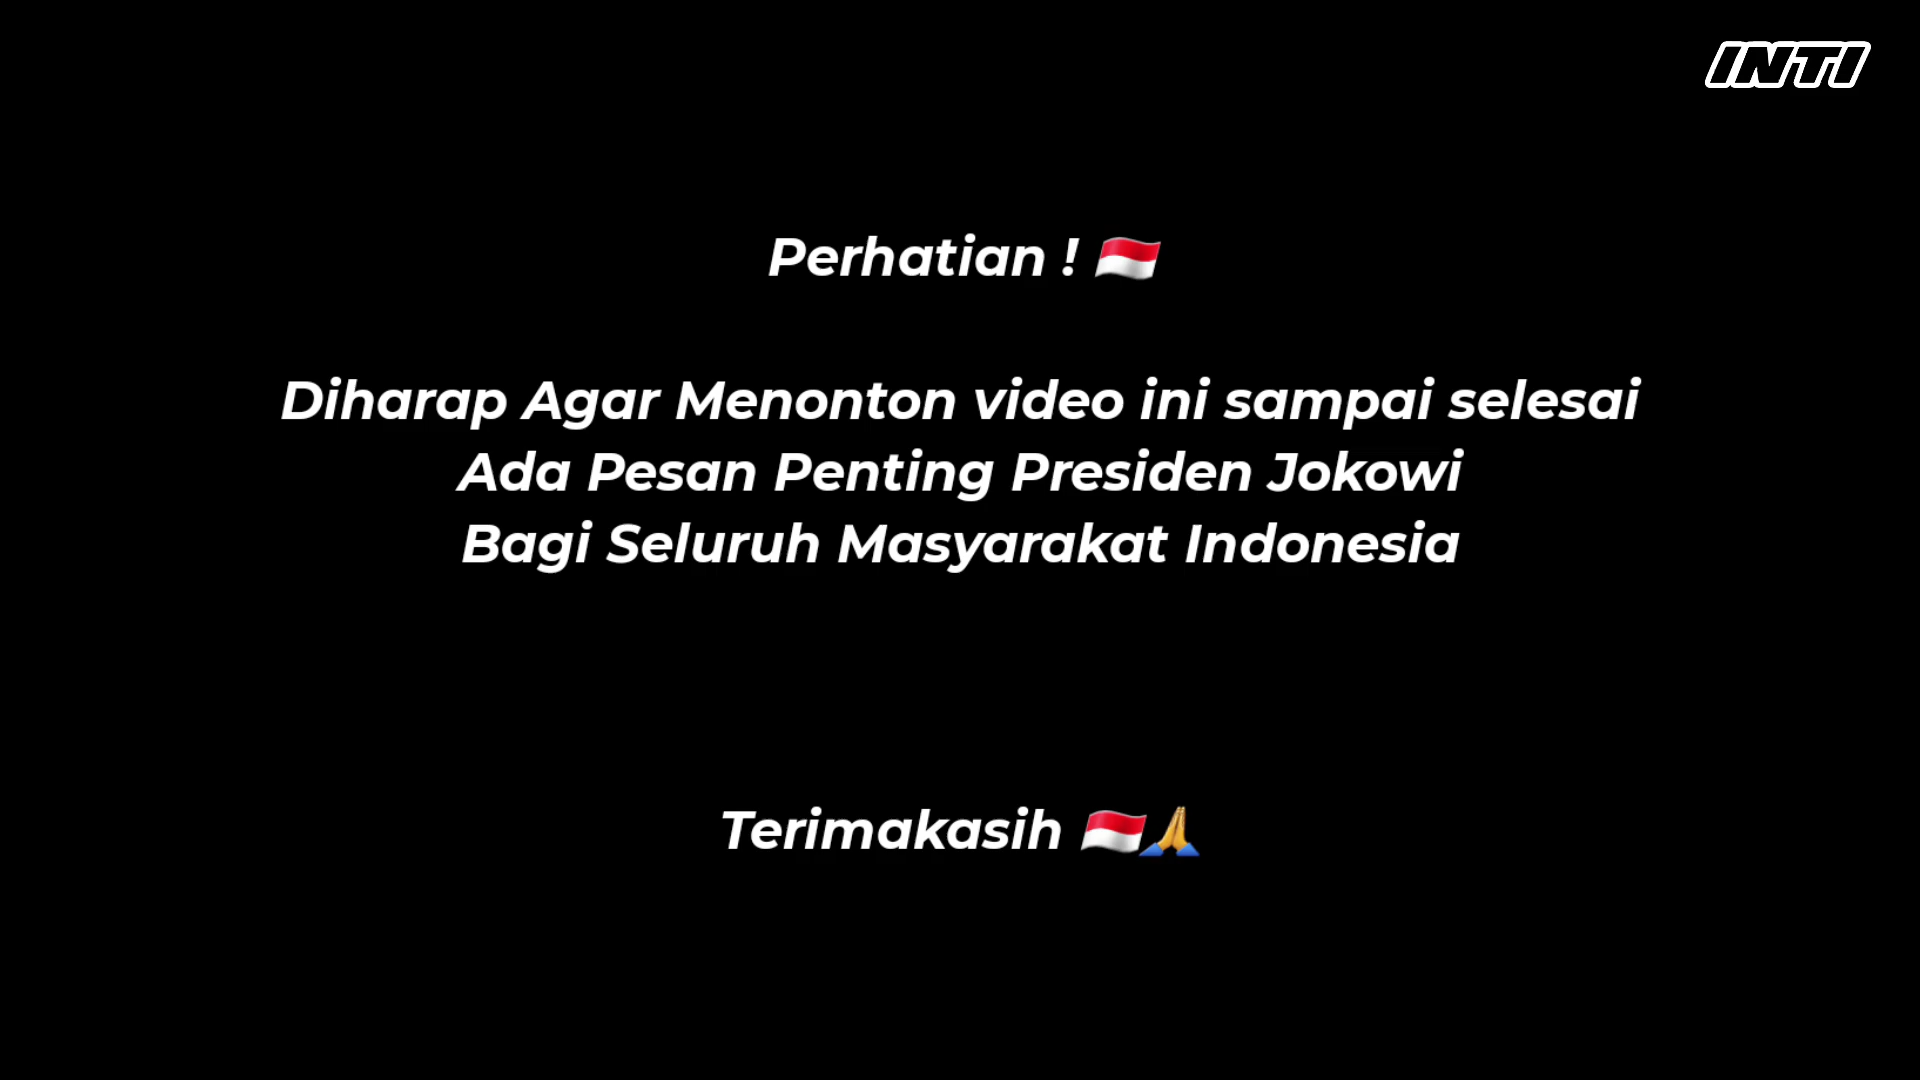 INTI
Perhatian ! 🇮🇩
Diharap Agar Menonton video ini sampai selesai
Ada Pesan Penting Presiden Jokowi
Bagi Seluruh Masyarakat Indonesia
Terimakasih 🇮🇩🙏